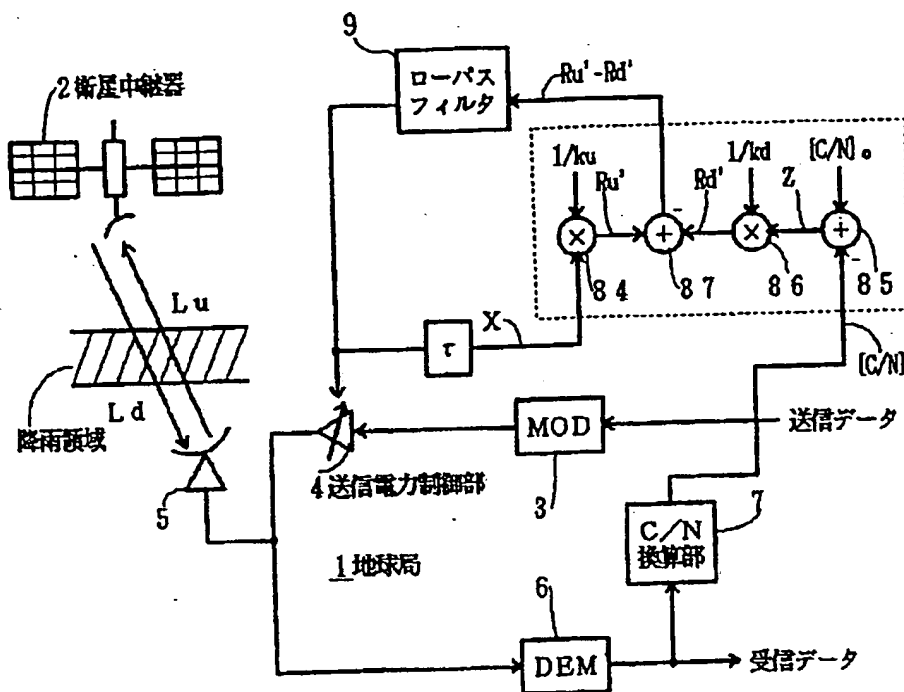 9
2衛星中継器
ローパス
フィルタ
Ru'-Rd'
1/ku
1/kd
[C/N]。
Ru'
Rd'
Z
×
+
-
×
+
-
84
87
86
85
Lu
X
τ
[C/N]
Ld
降雨領域
MOD
送信データ
4送信電力制御部
5
3
7
C/N
換算部
1地球局
6
DEM
受信データ